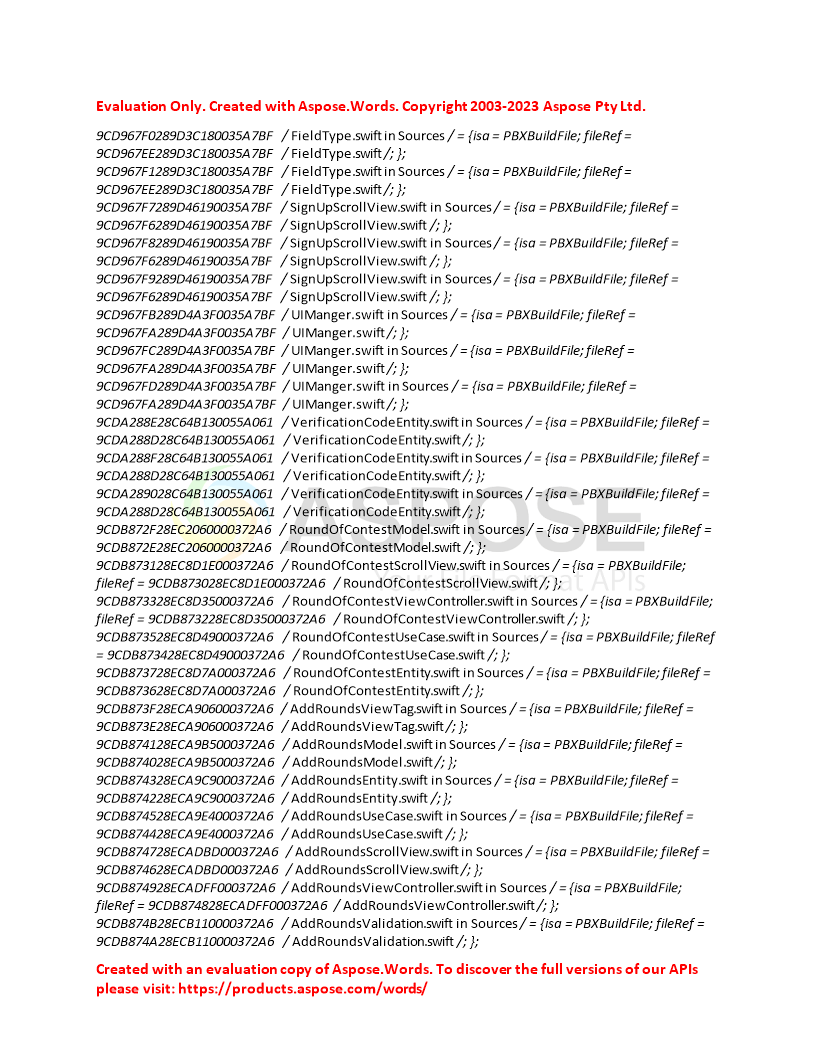 Evaluation Only. Created with Aspose.Words. Copyright 2003-2023 Aspose Pty Ltd.
9CD967F0289D3C180035A7BF / FieldType.swift in Sources / = {isa = PBXBuildFile; fileRef =
9CD967EE289D3C180035A7BF / FieldType.swift /; };
9CD967F1289D3C180035A7BF / FieldType.swift in Sources / = {isa = PBXBuildFile; fileRef =
9CD967EE289D3C180035A7BF / FieldType.swift /; };
9CD967F7289D46190035A7BF / SignUpScrollView.swift in Sources / = {isa = PBXBuildFile; fileRef =
9CD967F6289D46190035A7BF / SignUpScrollView.swift /; };
9CD967F8289D46190035A7BF / SignUpScrollView.swift in Sources / = {isa = PBXBuildFile; fileRef =
9CD967F6289D46190035A7BF / SignUpScrollView.swift /; };
9CD967F9289D46190035A7BF / SignUpScrollView.swift in Sources / = {isa = PBXBuildFile; fileRef =
9CD967F6289D46190035A7BF / SignUpScrollView.swift /; };
9CD967FB289D4A3F0035A7BF / UIManger.swift in Sources / = {isa = PBXBuildFile; fileRef =
9CD967FA289D4A3F0035A7BF / UIManger.swift /; };
9CD967FC289D4A3F0035A7BF / UIManger.swift in Sources / = {isa = PBXBuildFile; fileRef =
9CD967FA289D4A3F0035A7BF / UIManger.swift /; };
9CD967FD289D4A3F0035A7BF / UIManger.swift in Sources / = {isa = PBXBuildFile; fileRef =
9CD967FA289D4A3F0035A7BF / UIManger.swift /; };
9CDA288E28C64B130055A061 / VerificationCodeEntity.swift in Sources / = {isa = PBXBuildFile; fileRef =
9CDA288D28C64B130055A061 / VerificationCodeEntity.swift /; };
9CDA288F28C64B130055A061 / VerificationCodeEntity.swift in Sources / = {isa = PBXBuildFile; fileRef =
9CDA288D28C64B130055A061 / VerificationCodeEntity.swift /; };
9CDA289028C64B130055A061 / VerificationCodeEntity.swift in Sources / = {isa = PBXBuildFile; fileRef =
9CDA288D28C64B130055A061 / VerificationCodeEntity.swift /; };
9CDB872F28EC2060000372A6 / RoundOfContestModel.swift in Sources / = {isa = PBXBuildFile; fileRef =
9CDB872E28EC2060000372A6 / RoundOfContestModel.swift /; };
9CDB873128EC8D1E000372A6 / RoundOfContestScrollView.swift in Sources / = {isa = PBXBuildFile;
fileRef = 9CDB873028EC8D1E000372A6 / RoundOfContestScrollView.swift /; };
9CDB873328EC8D35000372A6 / RoundOfContestViewController.swift in Sources / = {isa = PBXBuildFile;
fileRef = 9CDB873228EC8D35000372A6 / RoundOfContestViewController.swift /; };
9CDB873528EC8D49000372A6 / RoundOfContestUseCase.swift in Sources / = {isa = PBXBuildFile; fileRef
= 9CDB873428EC8D49000372A6 / RoundOfContestUseCase.swift /; };
9CDB873728EC8D7A000372A6 / RoundOfContestEntity.swift in Sources / = {isa = PBXBuildFile; fileRef =
9CDB873628EC8D7A000372A6 / RoundOfContestEntity.swift /; };
9CDB873F28ECA906000372A6 / AddRoundsViewTag.swift in Sources / = {isa = PBXBuildFile; fileRef =
9CDB873E28ECA906000372A6 / AddRoundsViewTag.swift /; };
9CDB874128ECA9B5000372A6 / AddRoundsModel.swift in Sources / = {isa = PBXBuildFile; fileRef =
9CDB874028ECA9B5000372A6 / AddRoundsModel.swift /; };
9CDB874328ECA9C9000372A6 / AddRoundsEntity.swift in Sources / = {isa = PBXBuildFile; fileRef =
9CDB874228ECA9C9000372A6 / AddRoundsEntity.swift /; };
9CDB874528ECA9E4000372A6 / AddRoundsUseCase.swift in Sources / = {isa = PBXBuildFile; fileRef =
9CDB874428ECA9E4000372A6 / AddRoundsUseCase.swift /; };
9CDB874728ECADBD000372A6 / AddRoundsScrollView.swift in Sources / = {isa = PBXBuildFile; fileRef =
9CDB874628ECADBD000372A6 / AddRoundsScrollView.swift /; };
9CDB874928ECADFF000372A6 / AddRoundsViewController.swift in Sources / = {isa = PBXBuildFile;
fileRef = 9CDB874828ECADFF000372A6 / AddRoundsViewController.swift /; };
9CDB874B28ECB110000372A6 / AddRoundsValidation.swift in Sources / = {isa = PBXBuildFile; fileRef =
9CDB874A28ECB110000372A6 / AddRoundsValidation.swift /; };
Created with an evaluation copy of Aspose.Words. To discover the full versions of our APIs
please visit: https://products.aspose.com/words/
ASPOSE
APIs